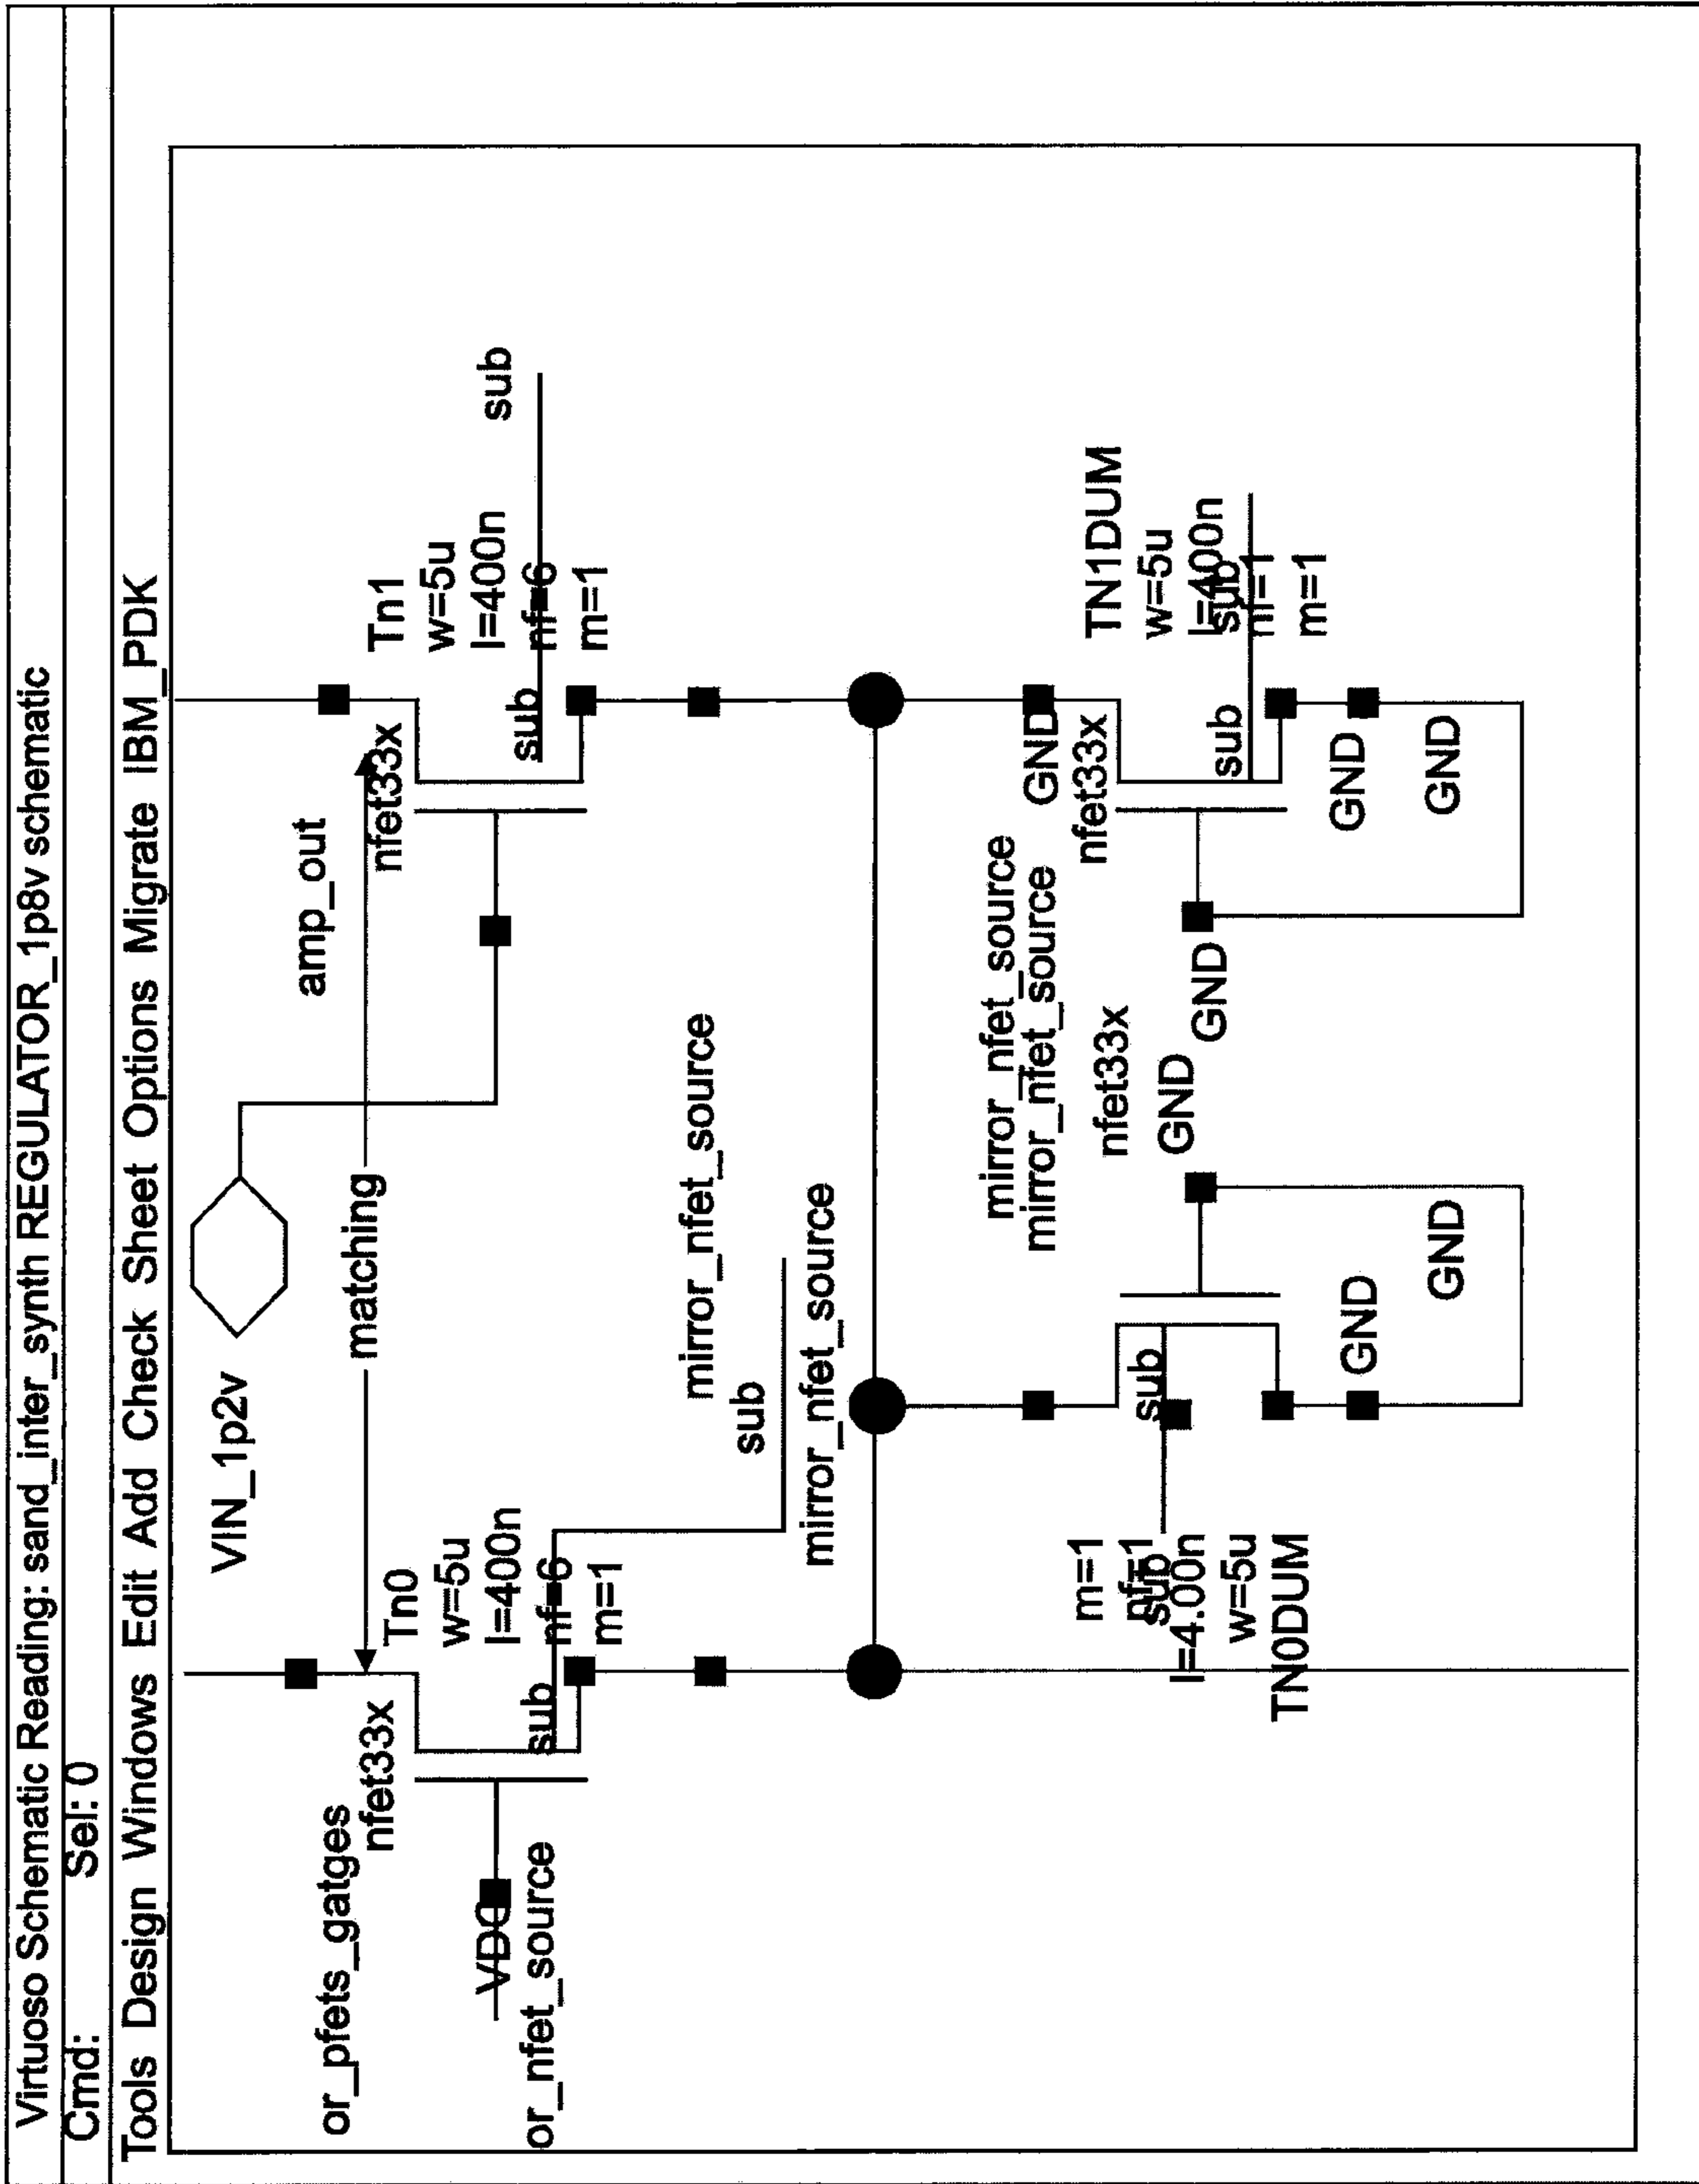 Virtuoso Schematic Reading: sand_inter_synth REGULATOR_1p8v schematic
Cmd: Sel: 0
Tools Design Windows Edit Add Check Sheet Options Migrate IBM_PDK
VIN_1p2v
amp_out
matching
or_pfets_gatges
nfet33x
Tn0
w=5u
l=400n
nf=6
m=1
sub
VDC
or_nfet_source
nfet33x
Tn1
w=5u
l=400n
nf=6
m=1
sub
sub
mirror_nfet_source
sub
mirror_nfet_source
mirror_nfet_source
mirror_nfet_source
GND
m=1
nf=1
sub
l=4.00n
w=5u
TN0DUM
sub
nfet33x
GND
GND
GND
nfet33x
GND
TN1DUM
w=5u
l=400n
sub
nf=1
m=1
sub
GND
GND